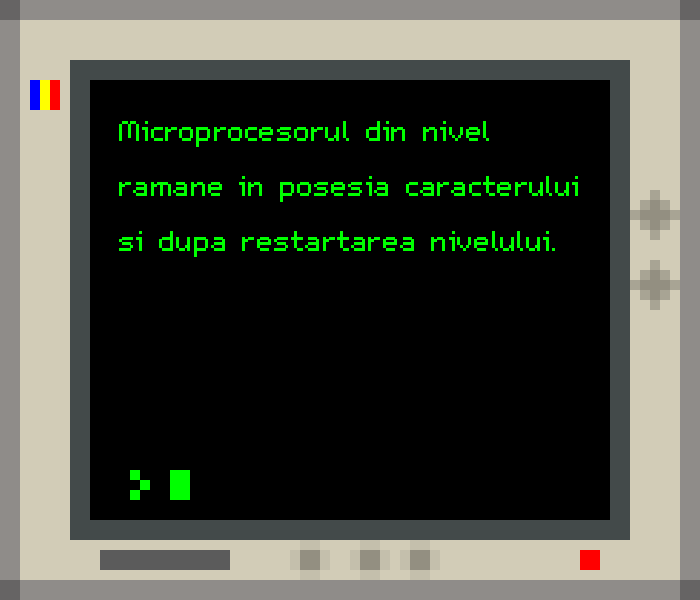 Microprocesorul din nivel
ramane in posesia caracterului
si dupa restartarea nivelului.